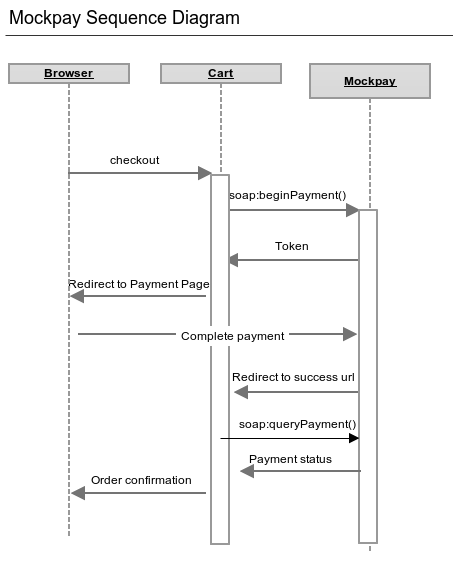 Mockpay Sequence Diagram
Browser
Cart
Mockpay
checkout
soap:beginPayment()
Token
Redirect to Payment Page
Complete payment
Redirect to success url
soap:queryPayment()
Payment status
Order confirmation